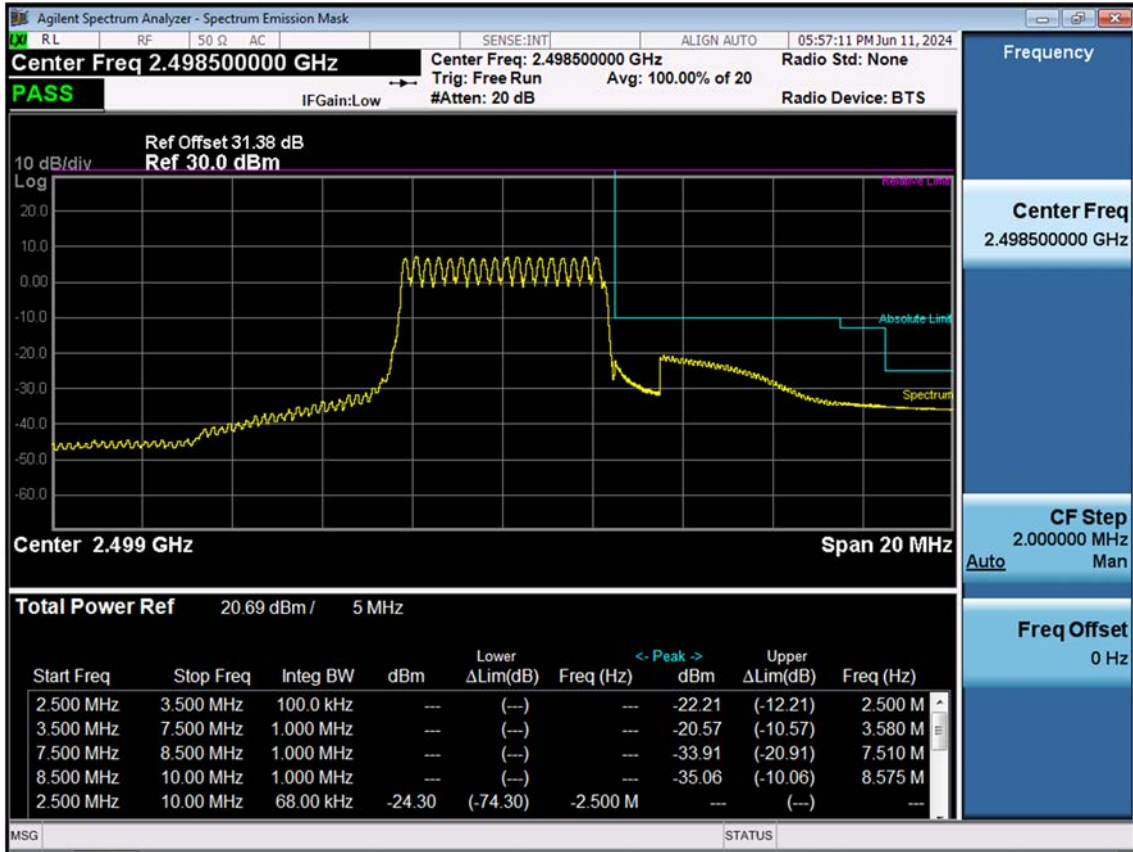 Agilent Spectrum Analyzer - Spectrum Emission Mask
LXI RL RF 50 Ω AC SENSE:INT ALIGN AUTO 05:57:11 PM Jun 11, 2024
Center Freq 2.498500000 GHz Center Freq: 2.498500000 GHz Radio Std: None
Trig: Free Run Avg: 100.00% of 20
PASS IFGain:Low #Atten: 20 dB Radio Device: BTS
Ref Offset 31.38 dB
10 dB/div Ref 30.0 dBm
Log
Relative Limit
20.0
10.0
0.00
-10.0
Absolute Limit
-20.0
-30.0
Spectrum
-40.0
-50.0
-60.0
Center 2.499 GHz Span 20 MHz
Total Power Ref 20.69 dBm / 5 MHz
Lower <- Peak -> Upper
Start Freq Stop Freq Integ BW dBm ΔLim(dB) Freq (Hz) dBm ΔLim(dB) Freq (Hz)
2.500 MHz 3.500 MHz 100.0 kHz --- (---) --- -22.21 (-12.21) 2.500 M
3.500 MHz 7.500 MHz 1.000 MHz --- (---) --- -20.57 (-10.57) 3.580 M
7.500 MHz 8.500 MHz 1.000 MHz --- (---) --- -33.91 (-20.91) 7.510 M
8.500 MHz 10.00 MHz 1.000 MHz --- (---) --- -35.06 (-10.06) 8.575 M
2.500 MHz 10.00 MHz 68.00 kHz -24.30 (-74.30) -2.500 M --- (---) ---
MSG STATUS
Frequency
Center Freq
2.498500000 GHz
CF Step
2.000000 MHz
Auto Man
Freq Offset
0 Hz